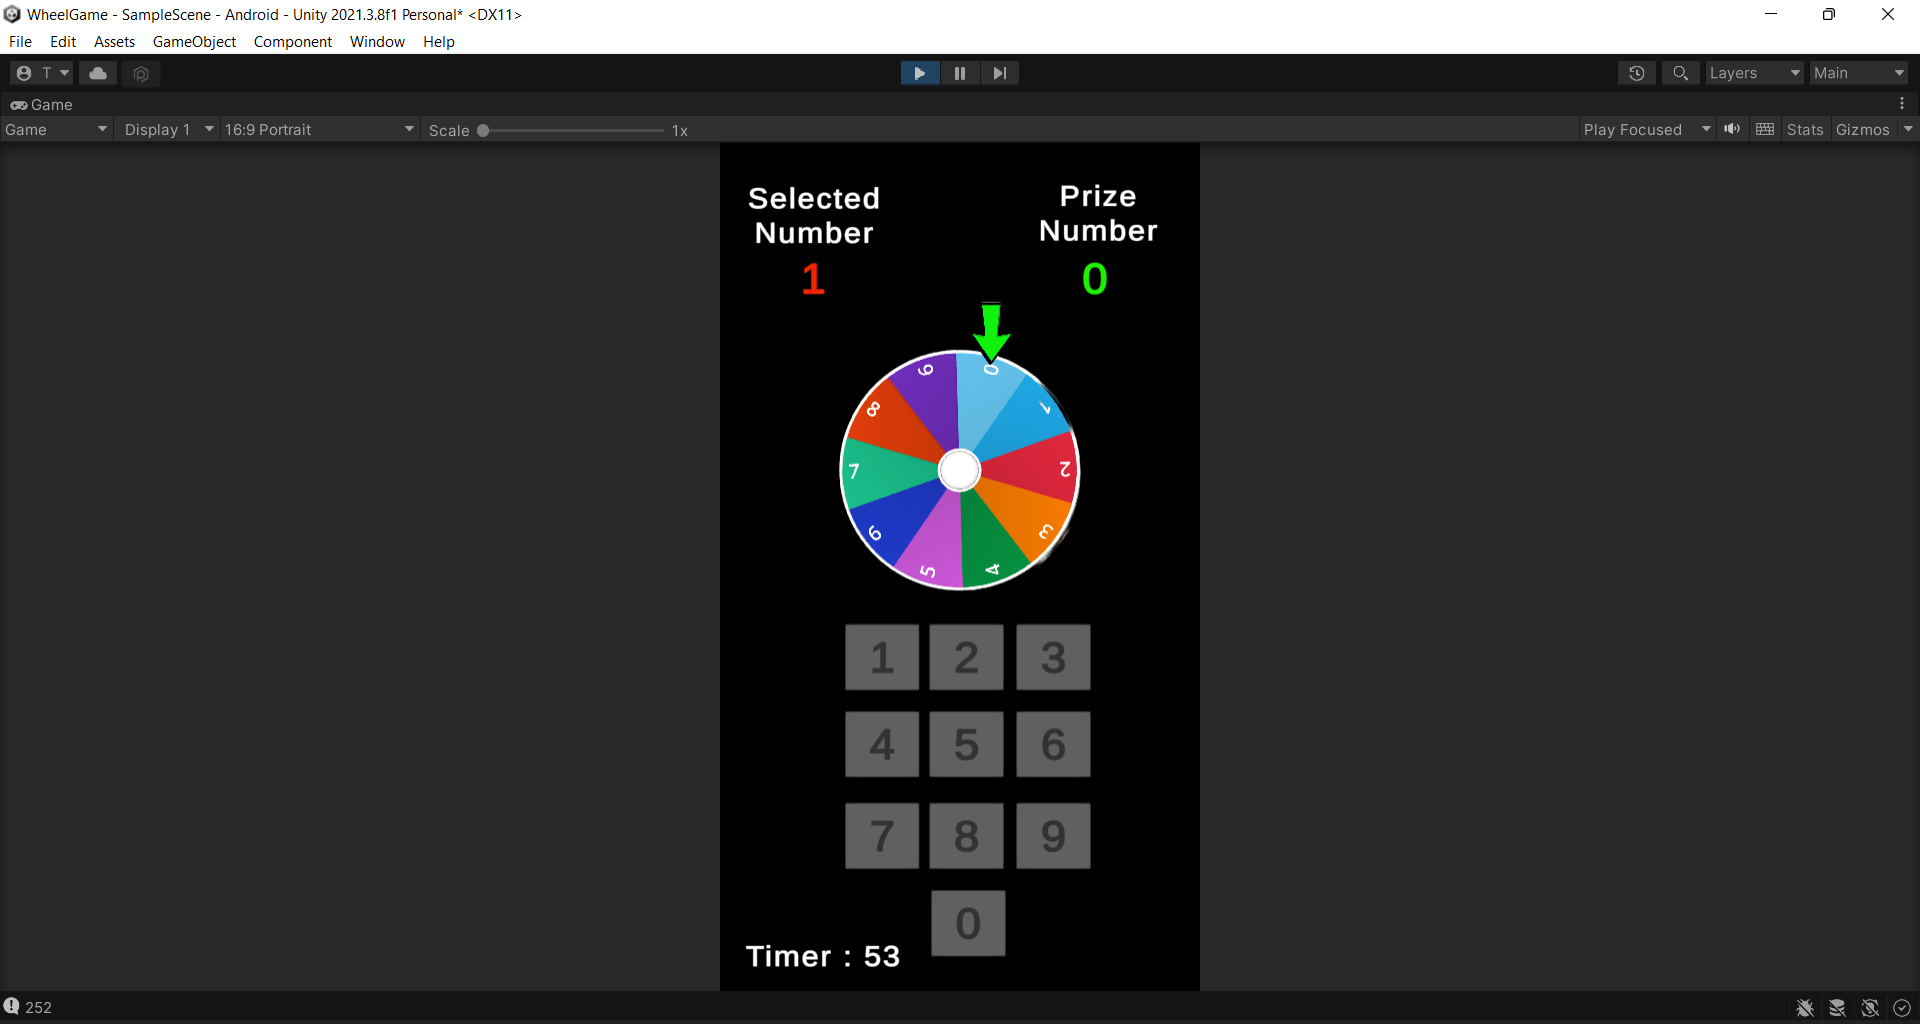 WheelGame - SampleScene - Android - Unity 2021.3.8f1 Personal* <DX11>
File Edit Assets GameObject Component Window Help
T Layers Main
Game
Game Display 1 16:9 Portrait Scale 1x Play Focused Stats Gizmos
Selected Number
1
Prize Number
0
9 0
8 1
7 2
6 3
5 4
1 2 3
4 5 6
7 8 9
0
Timer : 53
252